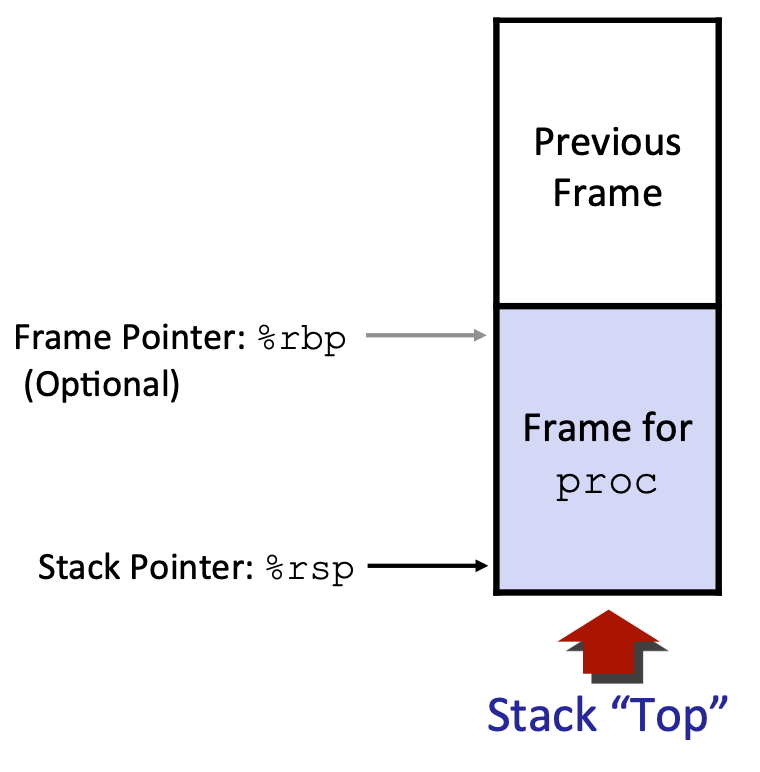 Previous
Frame
Frame Pointer: %rbp
(Optional)
Frame for
proc
Stack Pointer: %rsp
Stack “Top”